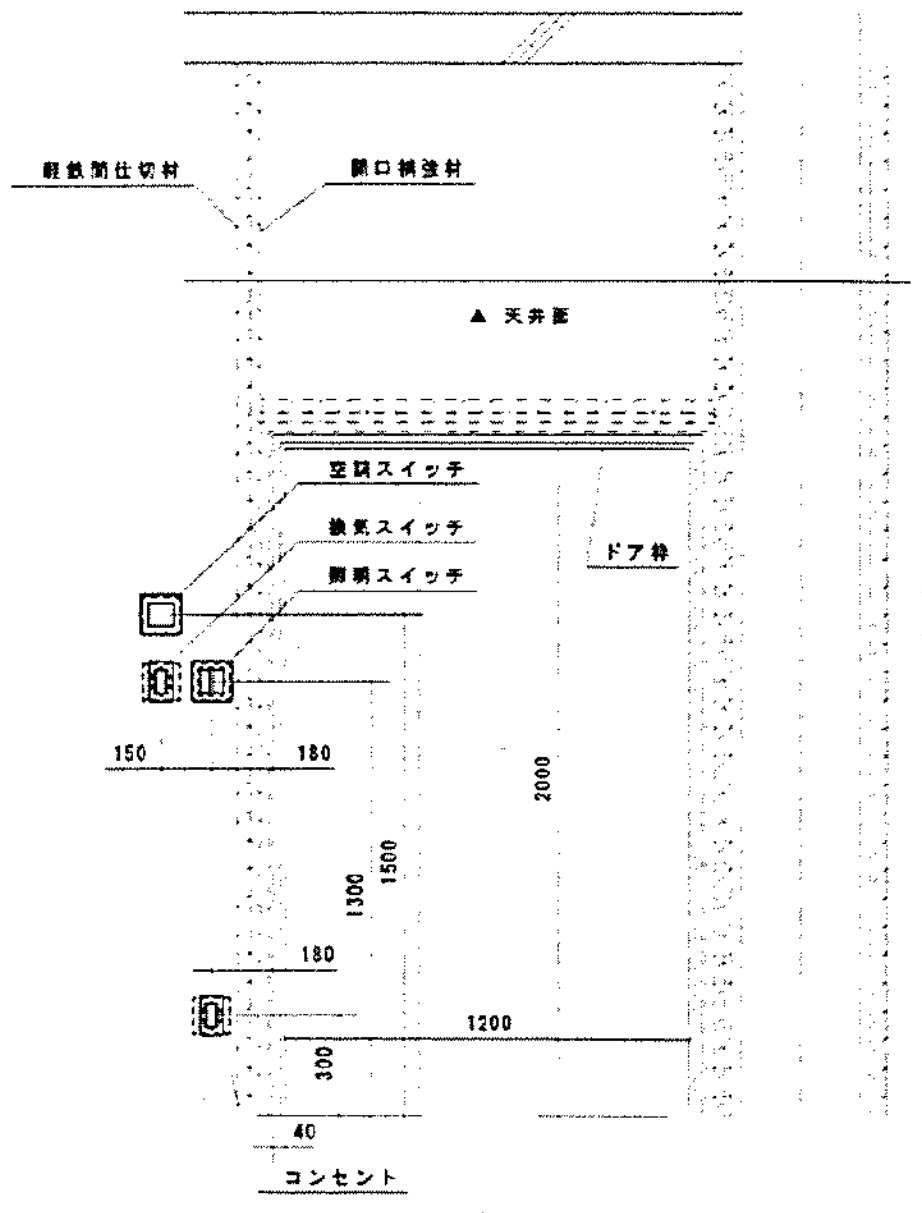 軽鉄間仕切材
開口補強材
▲ 天井面
空調スイッチ
換気スイッチ
照明スイッチ
ドア枠
150
180
2000
1500
1300
180
1200
300
40
コンセント